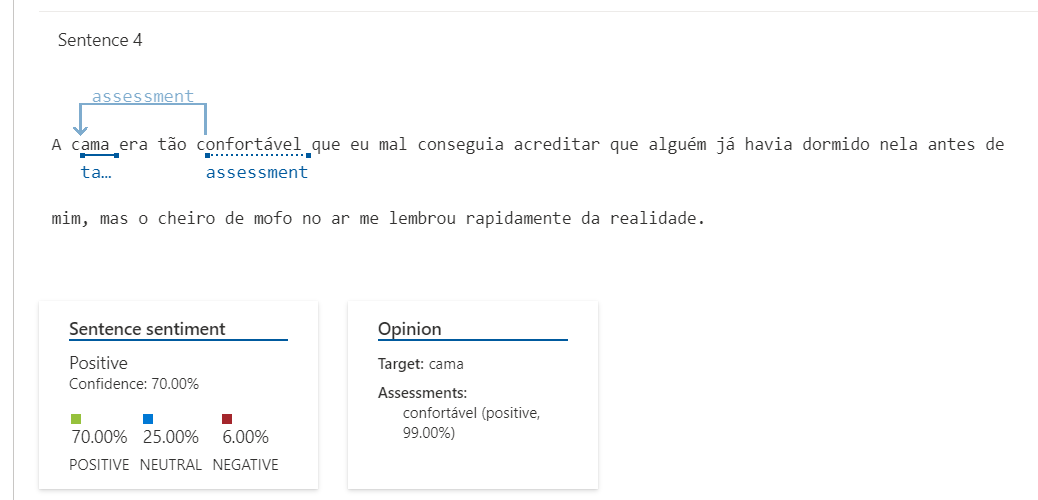 Sentence 4
assessment
A cama era tão confortável que eu mal conseguia acreditar que alguém já havia dormido nela antes de
ta… assessment
mim, mas o cheiro de mofo no ar me lembrou rapidamente da realidade.
Sentence sentiment
Positive
Confidence: 70.00%
70.00% 25.00% 6.00%
POSITIVE NEUTRAL NEGATIVE
Opinion
Target: cama
Assessments:
confortável (positive,
99.00%)